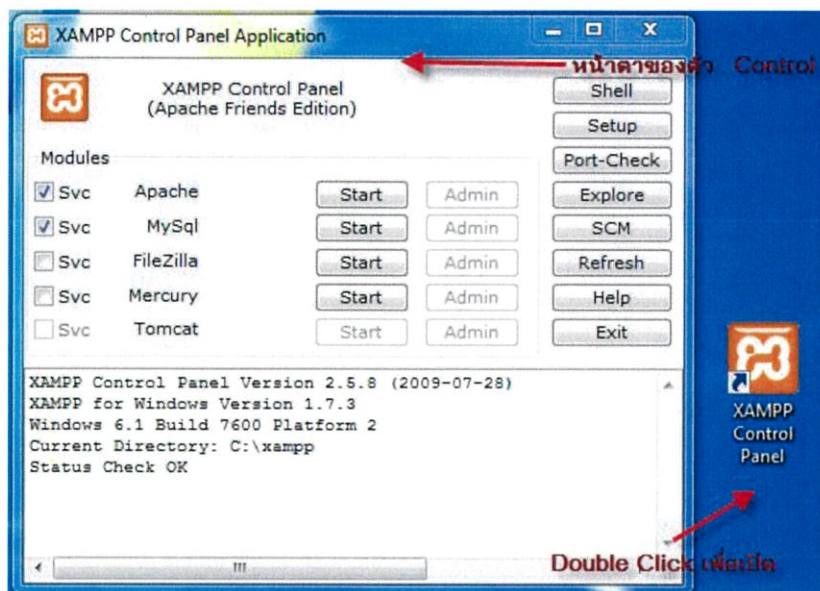 XAMPP Control Panel Application
หน้าตาของตัว Control
XAMPP Control Panel
(Apache Friends Edition)
Shell
Setup
Port-Check
Explore
SCM
Refresh
Help
Exit
Modules
Svc Apache Start Admin
Svc MySql Start Admin
Svc FileZilla Start Admin
Svc Mercury Start Admin
Svc Tomcat Start Admin
XAMPP Control Panel Version 2.5.8 (2009-07-28)
XAMPP for Windows Version 1.7.3
Windows 6.1 Build 7600 Platform 2
Current Directory: C:\xampp
Status Check OK
XAMPP
Control
Panel
Double Click เพื่อเปิด